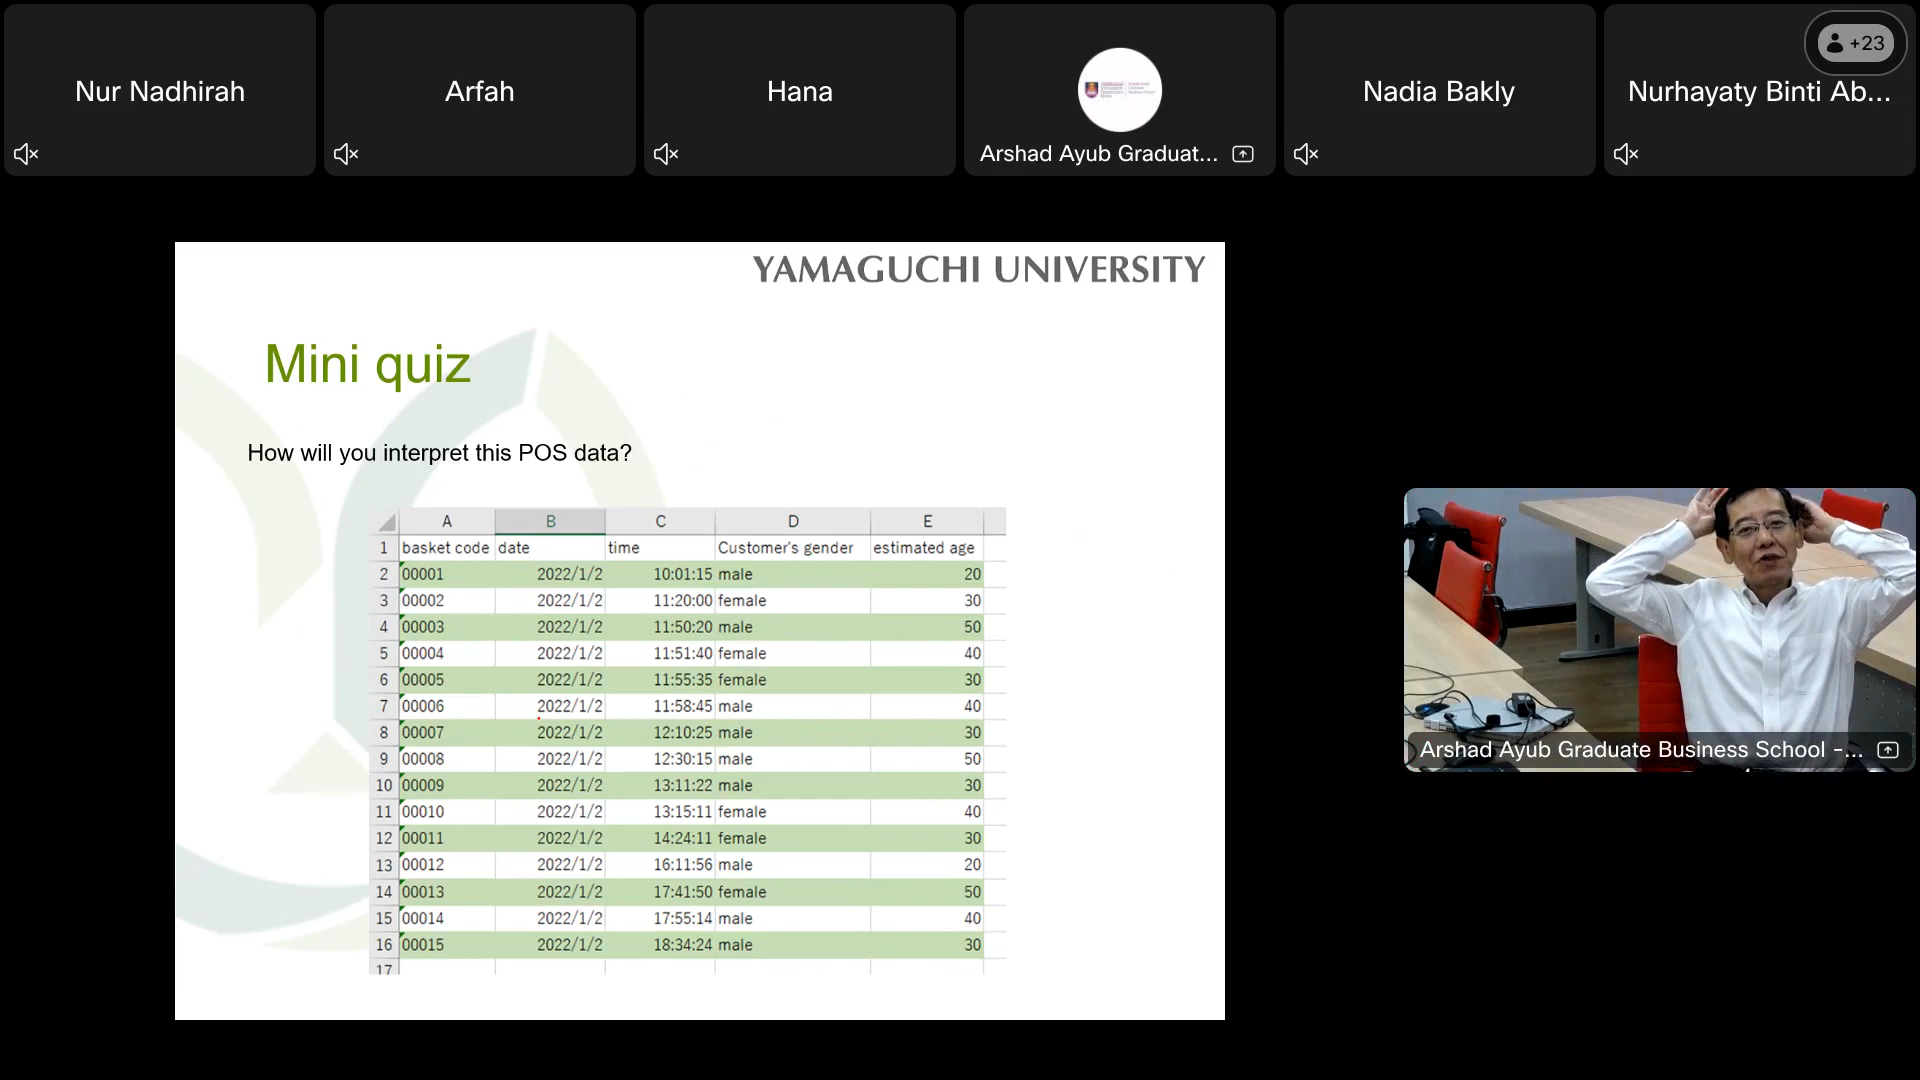 Nur Nadhirah
Arfah
Hana
Arshad Ayub Graduat...
Nadia Bakly
Nurhayaty Binti Ab...
+23
YAMAGUCHI UNIVERSITY
Mini quiz
How will you interpret this POS data?
A B C D E
1 basket code date time Customer's gender estimated age
2 00001 2022/1/2 10:01:15 male 20
3 00002 2022/1/2 11:20:00 female 30
4 00003 2022/1/2 11:50:20 male 50
5 00004 2022/1/2 11:51:40 female 40
6 00005 2022/1/2 11:55:35 female 30
7 00006 2022/1/2 11:58:45 male 40
8 00007 2022/1/2 12:10:25 male 30
9 00008 2022/1/2 12:30:15 male 50
10 00009 2022/1/2 13:11:22 male 30
11 00010 2022/1/2 13:15:11 female 40
12 00011 2022/1/2 14:24:11 female 30
13 00012 2022/1/2 16:11:56 male 20
14 00013 2022/1/2 17:41:50 female 50
15 00014 2022/1/2 17:55:14 male 40
16 00015 2022/1/2 18:34:24 male 30
17
Arshad Ayub Graduate Business School -...